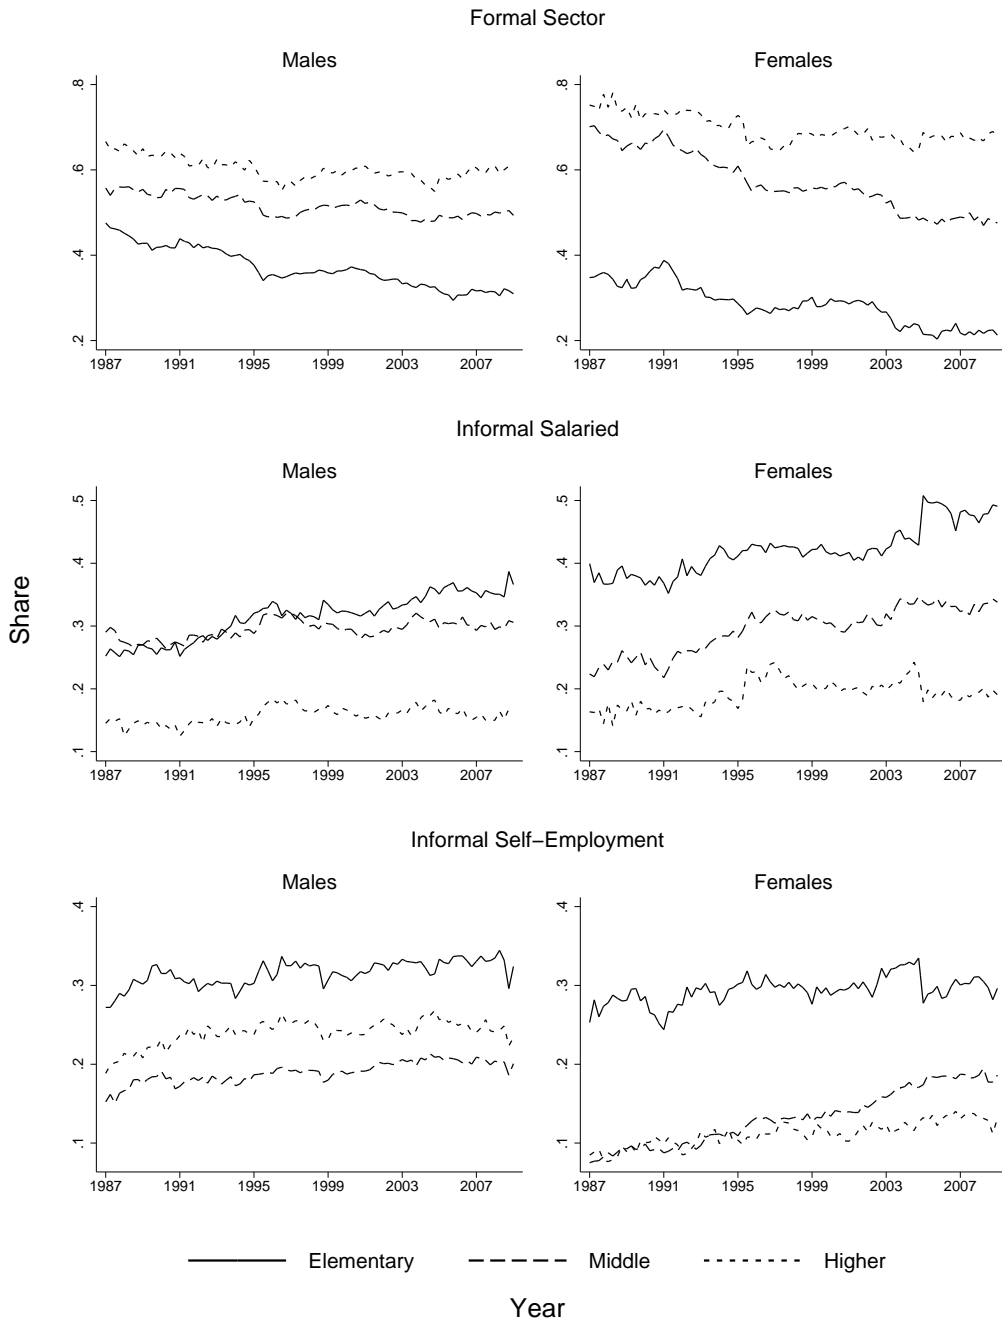 Formal Sector
Males
Females
.8
.6
.4
.2
1987 1991 1995 1999 2003 2007
.8
.6
.4
.2
1987 1991 1995 1999 2003 2007
Informal Salaried
Males
Females
.5
.4
.3
.2
.1
1987 1991 1995 1999 2003 2007
.5
.4
.3
.2
.1
1987 1991 1995 1999 2003 2007
Share
Informal Self−Employment
Males
Females
.4
.3
.2
.1
1987 1991 1995 1999 2003 2007
.4
.3
.2
.1
1987 1991 1995 1999 2003 2007
Elementary Middle Higher
Year